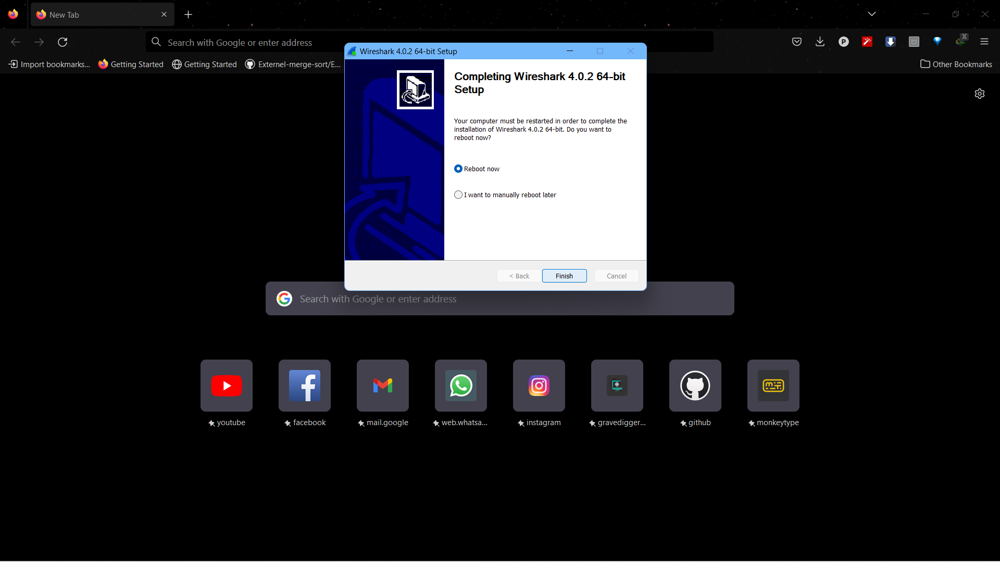 New Tab
Search with Google or enter address
Import bookmarks...
Getting Started
Getting Started
Externel-merge-sort/E...
Other Bookmarks
Wireshark 4.0.2 64-bit Setup
Completing Wireshark 4.0.2 64-bit
Setup
Your computer must be restarted in order to complete the
installation of Wireshark 4.0.2 64-bit. Do you want to
reboot now?
Reboot now
I want to manually reboot later
< Back
Finish
Cancel
Search with Google or enter address
youtube
facebook
mail.google
web.whatsa...
instagram
gravedigger...
github
monkeytype